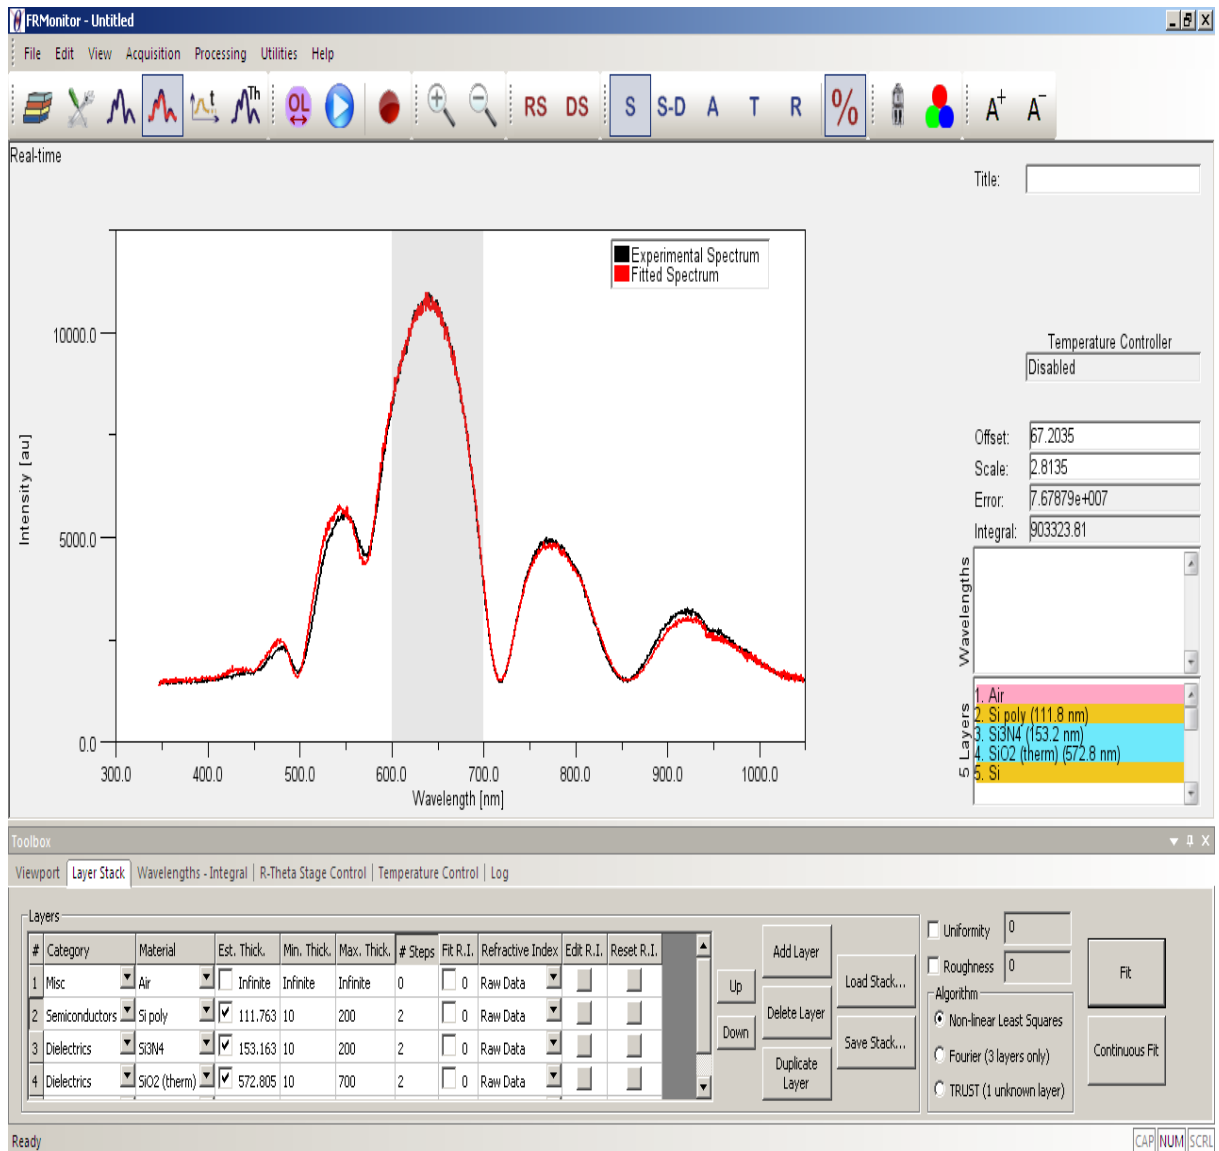 FRMonitor - Untitled
File Edit View Acquisition Processing Utilities Help
t Th QL RS DS S S-D A T R % A+ A-
Real-time
Title:
Experimental Spectrum
Fitted Spectrum
10000.0
5000.0
0.0
Intensity [au]
300.0 400.0 500.0 600.0 700.0 800.0 900.0 1000.0
Wavelength [nm]
Temperature Controller
Disabled
Offset: 67.2035
Scale: 2.8135
Error: 7.67879e+007
Integral: 903323.81
Wavelengths
5 Layers
1. Air
2. Si poly (111.8 nm)
3. Si3N4 (153.2 nm)
4. SiO2 (therm) (572.8 nm)
5. Si
Toolbox
Viewport Layer Stack Wavelengths - Integral R-Theta Stage Control Temperature Control Log
Layers
# Category Material Est. Thick. Min. Thick. Max. Thick. # Steps Fit R.I. Refractive Index Edit R.I. Reset R.I.
1 Misc Air Infinite Infinite Infinite 0 0 Raw Data
2 Semiconductors Si poly 111.763 10 200 2 0 Raw Data
3 Dielectrics Si3N4 153.163 10 200 2 0 Raw Data
4 Dielectrics SiO2 (therm) 572.805 10 700 2 0 Raw Data
Up
Down
Add Layer
Delete Layer
Duplicate
Layer
Load Stack...
Save Stack...
Uniformity 0
Roughness 0
Algorithm
Non-linear Least Squares
Fourier (3 layers only)
TRUST (1 unknown layer)
Fit
Continuous Fit
Ready
CAP NUM SCRL